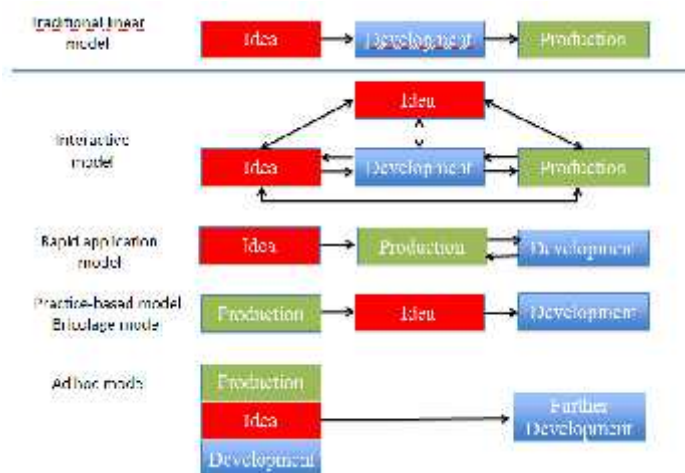 Traditional linear
model
Idea
Development
Production
Idea
Interactive
model
Idea
Development
Production
Rapid application
model
Idea
Production
Development
Practice-based model
Bricolage mode
Production
Idea
Development
Ad hoc model
Production
Idea
Development
Further
Development